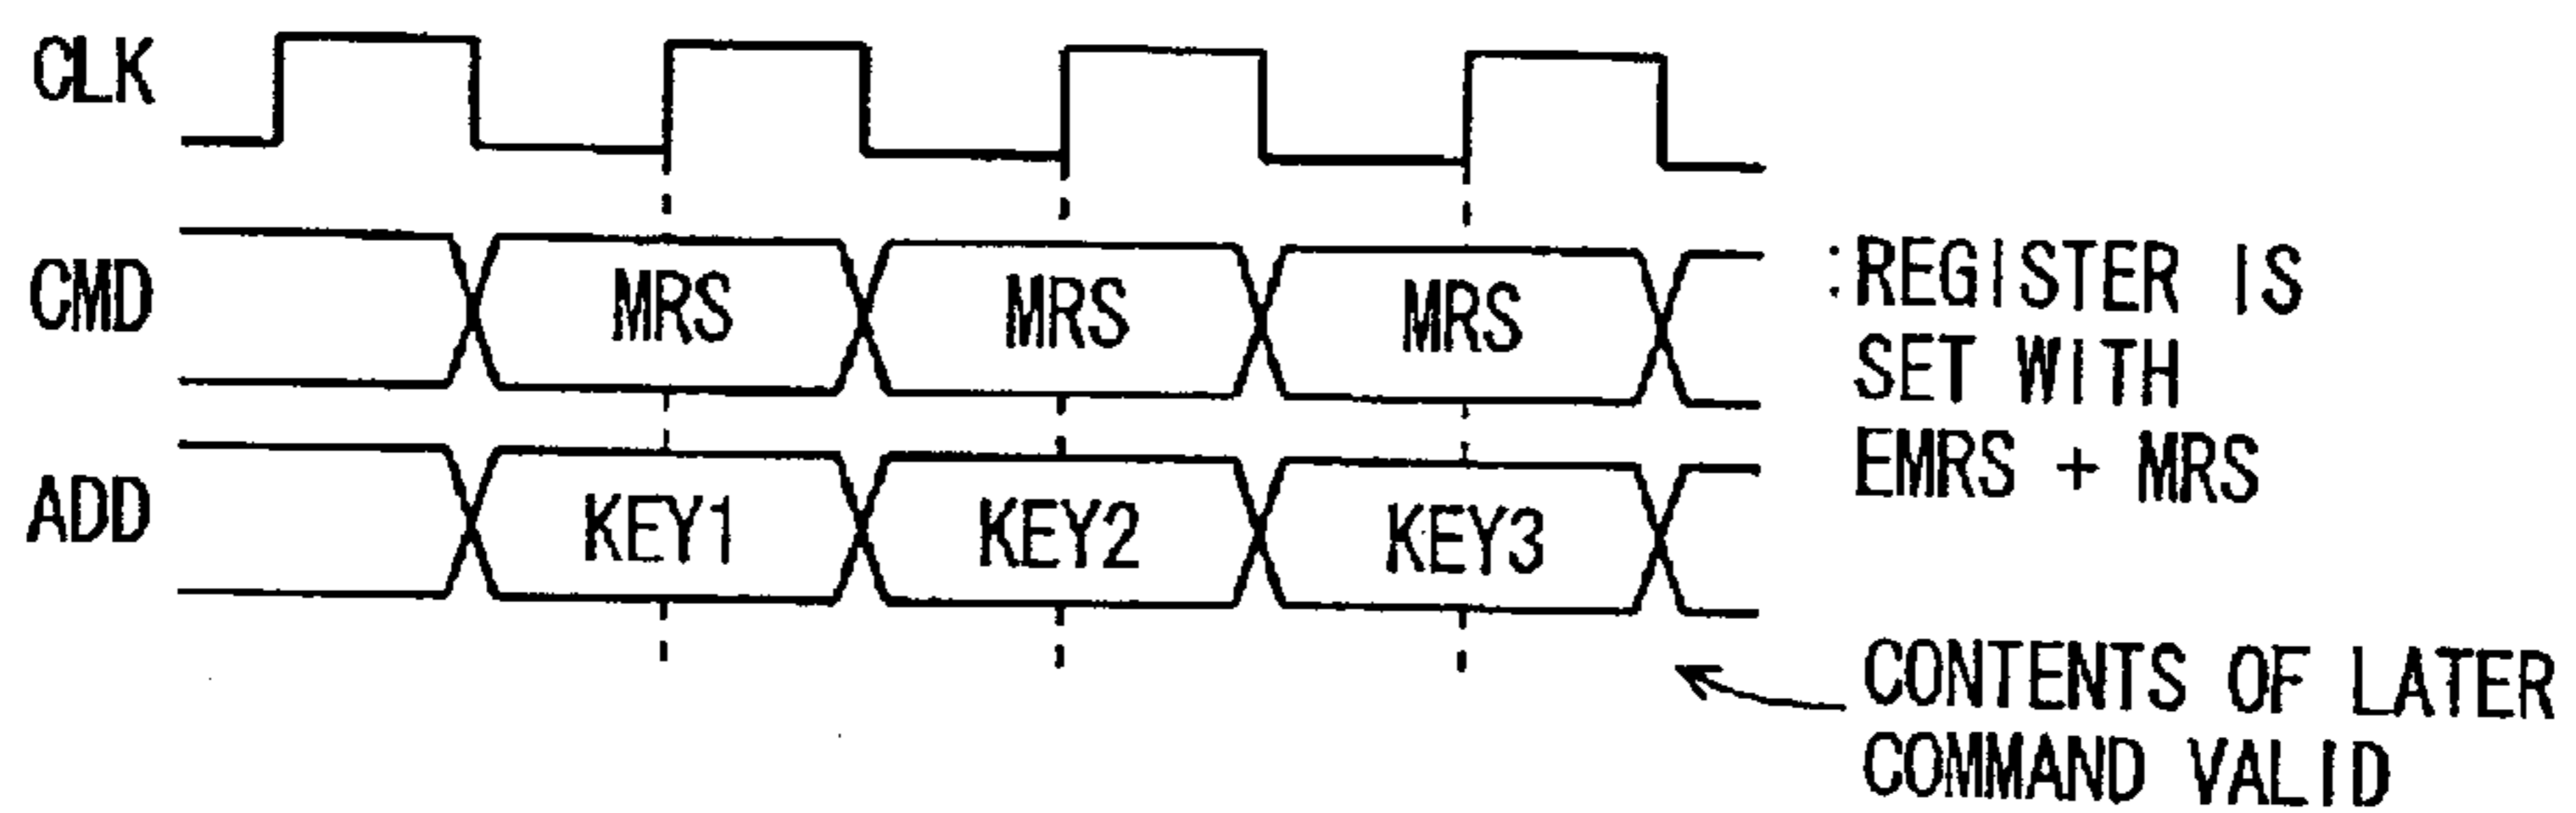 CLK
CMD MRS MRS MRS :REGISTER IS
SET WITH
EMRS + MRS
ADD KEY1 KEY2 KEY3
CONTENTS OF LATER
COMMAND VALID